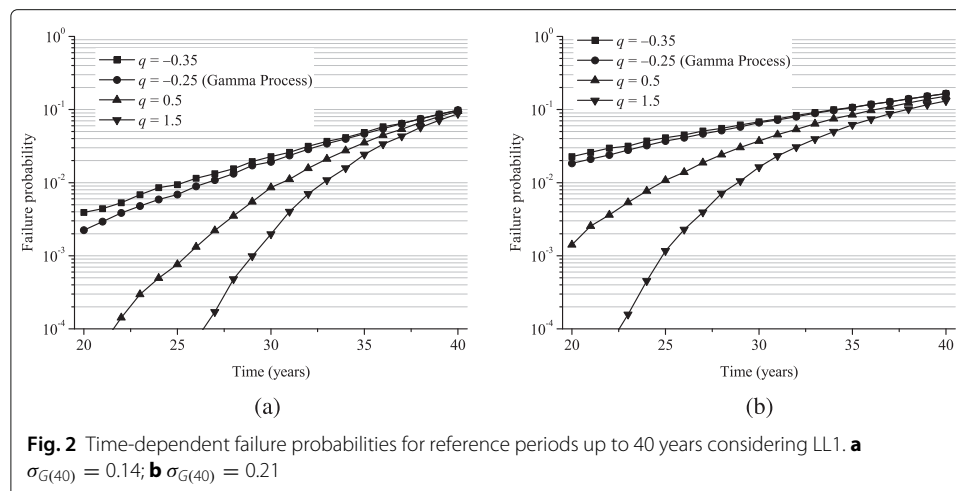 10⁰
10⁻¹
10⁻²
10⁻³
10⁻⁴
Failure probability
q = –0.35
q = –0.25 (Gamma Process)
q = 0.5
q = 1.5
20 25 30 35 40
Time (years)
(a)
10⁰
10⁻¹
10⁻²
10⁻³
10⁻⁴
Failure probability
q = –0.35
q = –0.25 (Gamma Process)
q = 0.5
q = 1.5
20 25 30 35 40
Time (years)
(b)
Fig. 2 Time-dependent failure probabilities for reference periods up to 40 years considering LL1. a
σG(40) = 0.14; b σG(40) = 0.21